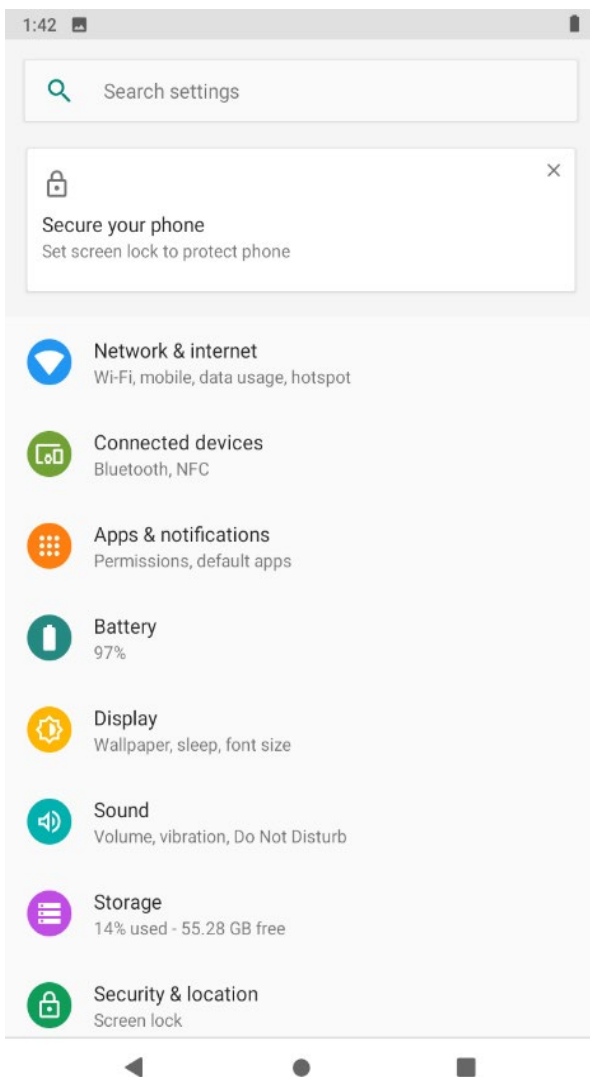 1:42
Search settings
Secure your phone
Set screen lock to protect phone
Network & internet
Wi-Fi, mobile, data usage, hotspot
Connected devices
Bluetooth, NFC
Apps & notifications
Permissions, default apps
Battery
97%
Display
Wallpaper, sleep, font size
Sound
Volume, vibration, Do Not Disturb
Storage
14% used - 55.28 GB free
Security & location
Screen lock